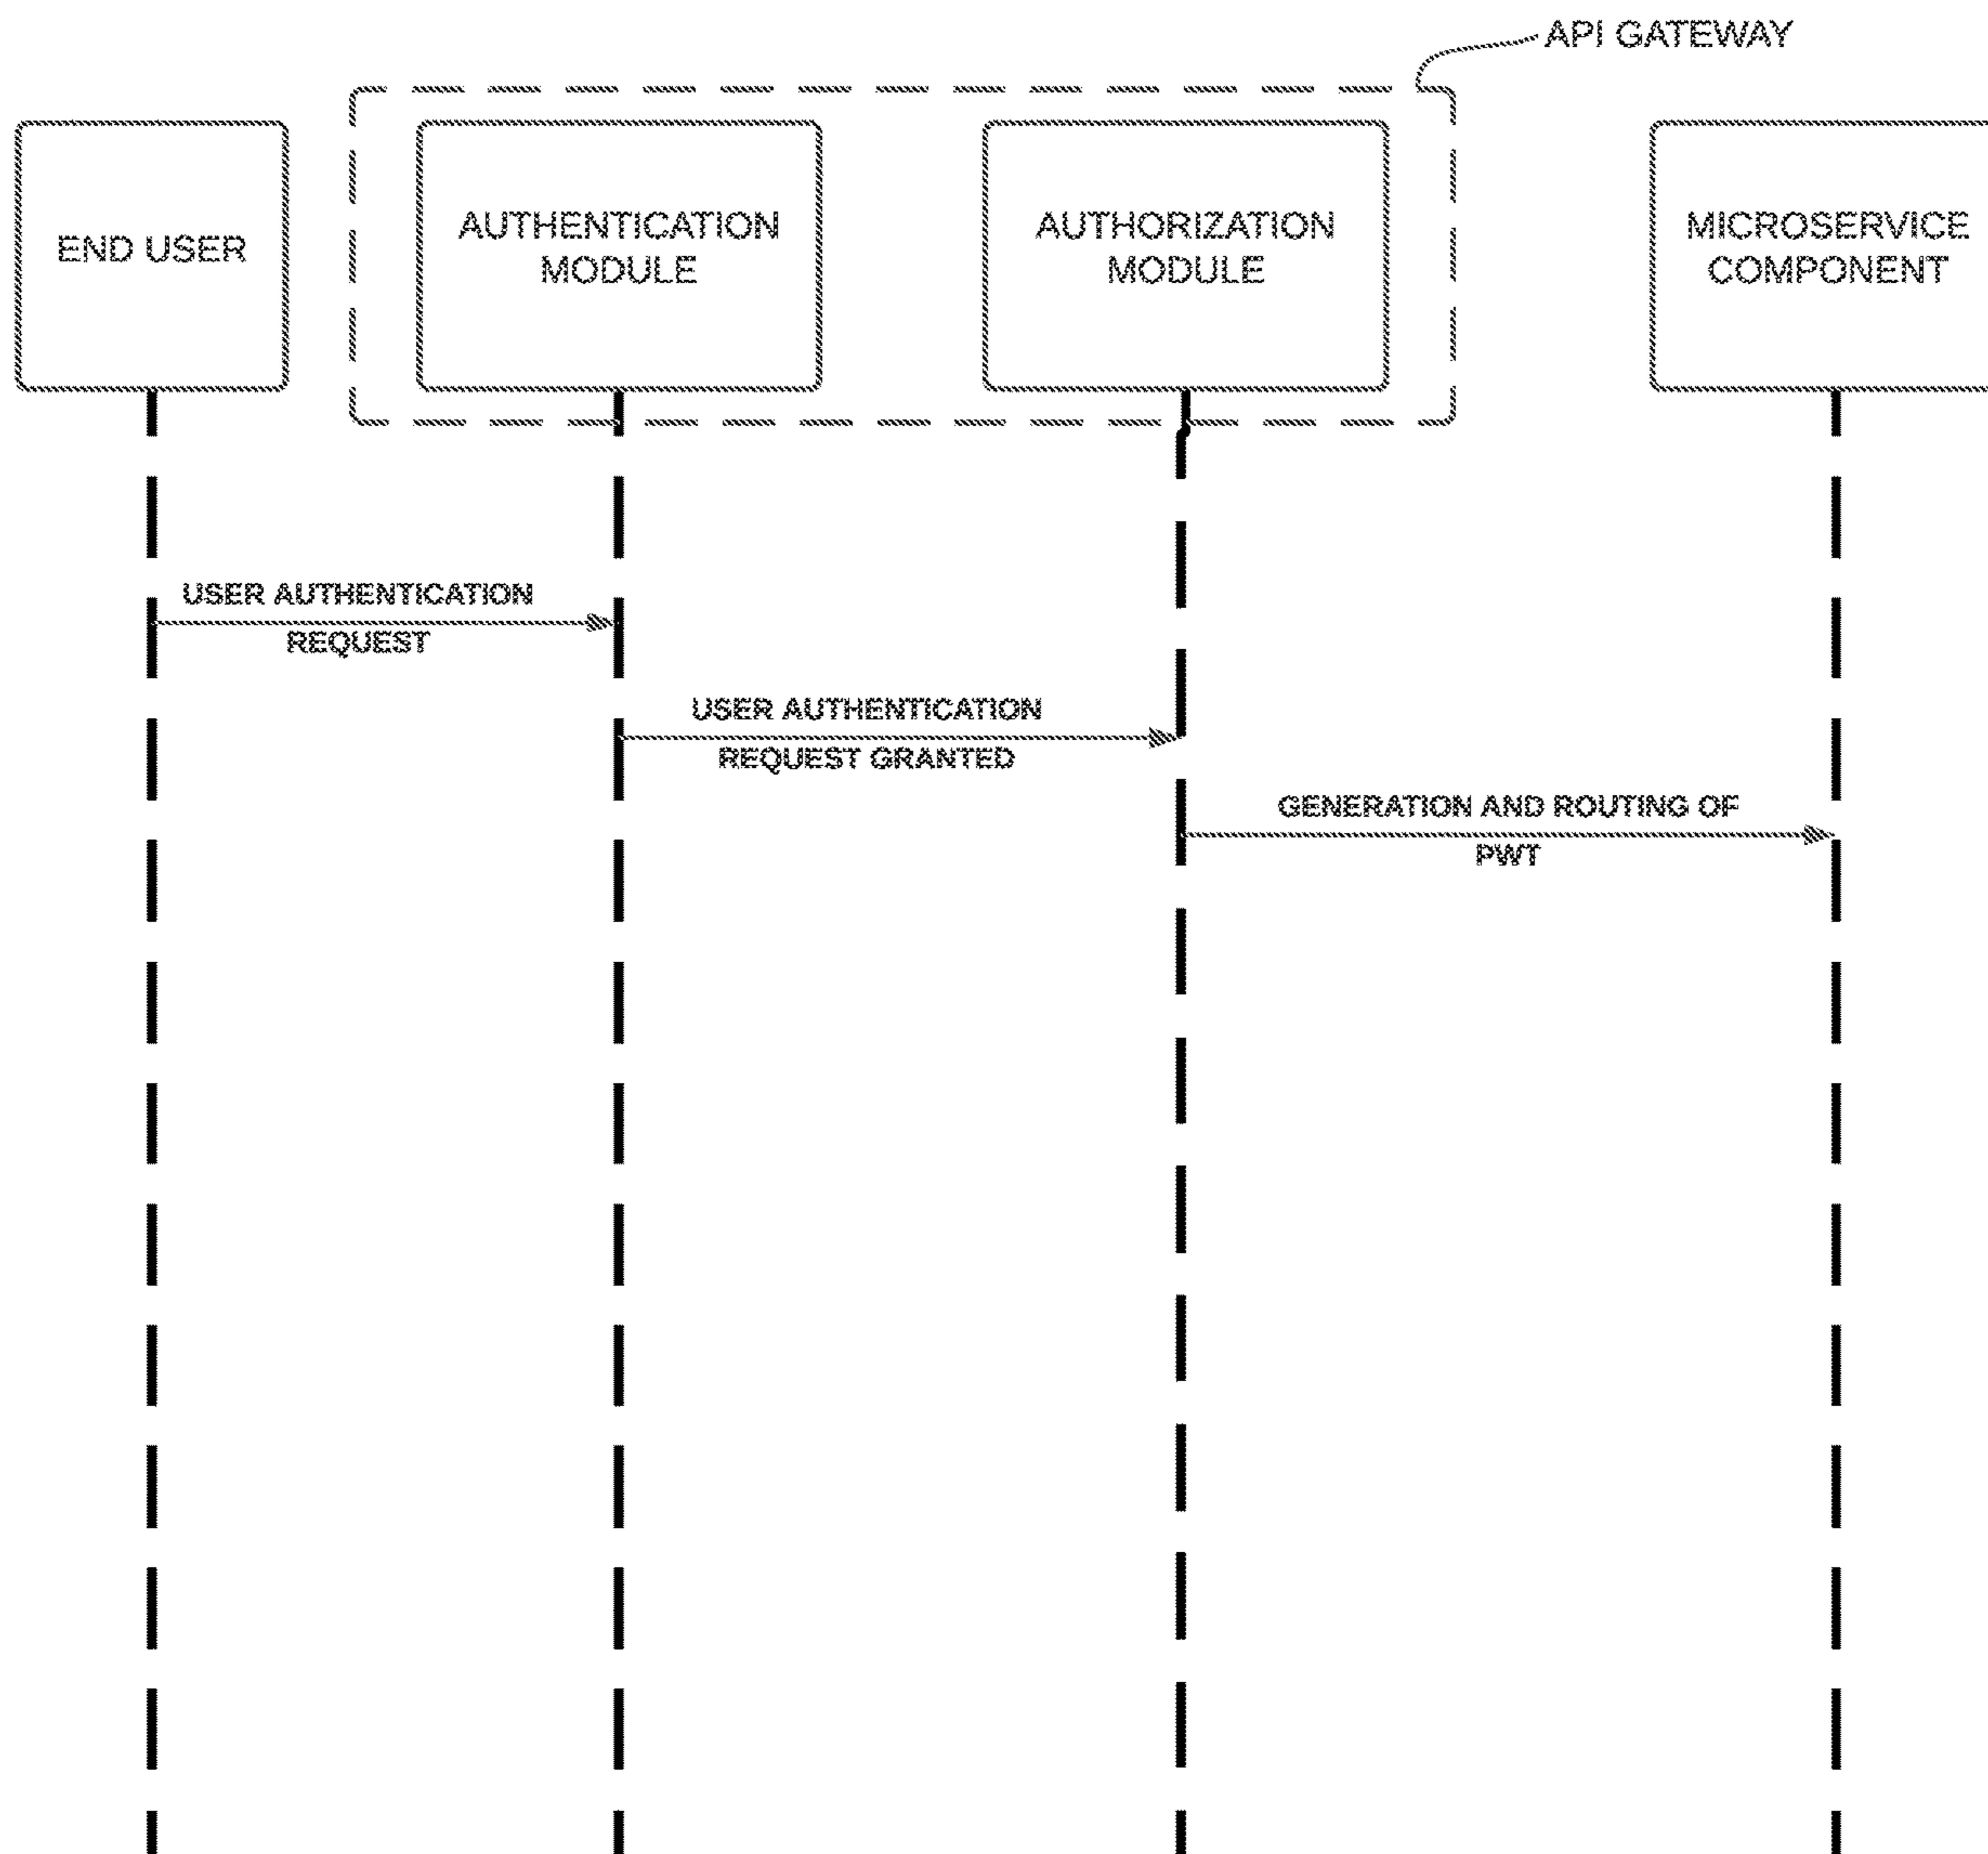 API GATEWAY
END USER
AUTHENTICATION
MODULE
AUTHORIZATION
MODULE
MICROSERVICE
COMPONENT
USER AUTHENTICATION
REQUEST
USER AUTHENTICATION
REQUEST GRANTED
GENERATION AND ROUTING OF
PWT